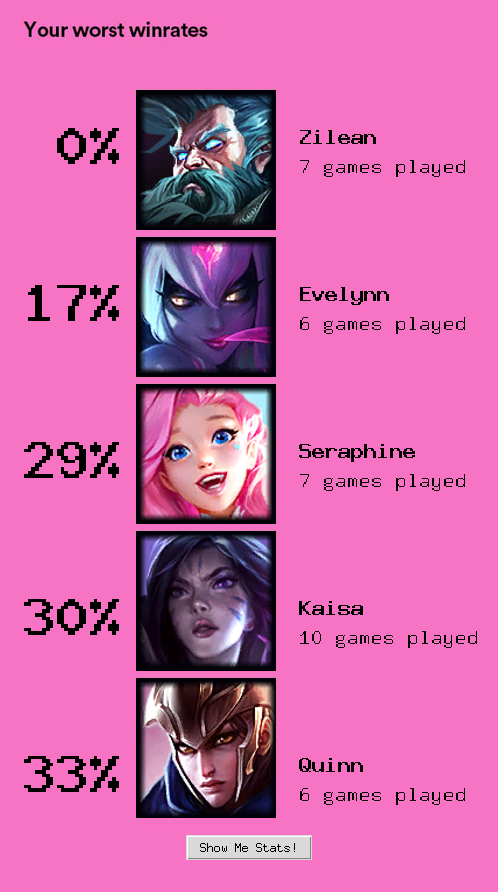 Your worst winrates
0%
Zilean
7 games played
17%
Evelynn
6 games played
29%
Seraphine
7 games played
30%
Kaisa
10 games played
33%
Quinn
6 games played
Show Me Stats!